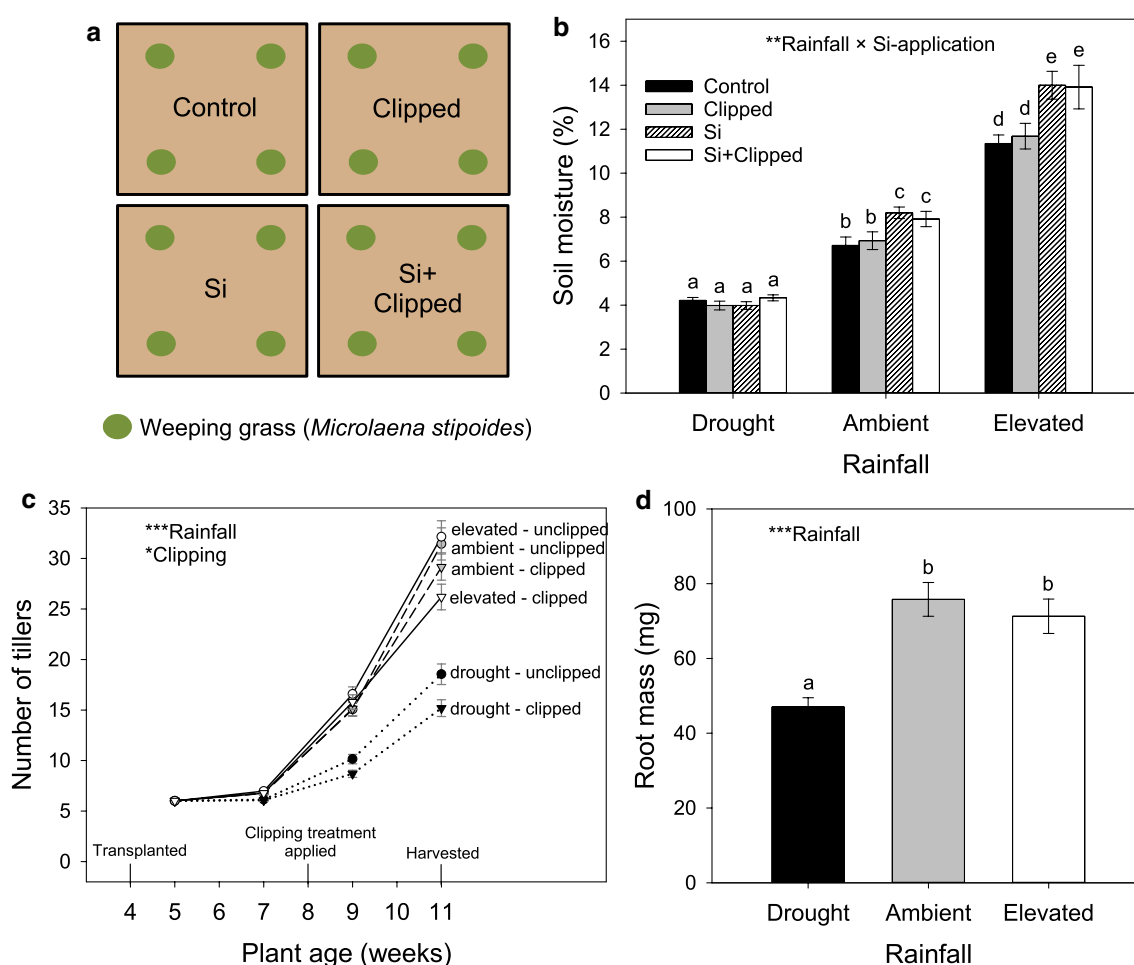 a
Control
Clipped
Si
Si+
Clipped
Weeping grass (Microlaena stipoides)
b
**Rainfall × Si-application
Control
Clipped
Si
Si+Clipped
Soil moisture (%)
16
14
12
10
8
6
4
2
0
a a a a
b b c c
d d e e
Drought Ambient Elevated
Rainfall
c
***Rainfall
*Clipping
Number of tillers
35
30
25
20
15
10
5
0
elevated - unclipped
ambient - unclipped
ambient - clipped
elevated - clipped
drought - unclipped
drought - clipped
Transplanted
Clipping treatment
applied
Harvested
4 5 6 7 8 9 10 11
Plant age (weeks)
d
***Rainfall
Root mass (mg)
100
80
60
40
20
0
a b b
Drought Ambient Elevated
Rainfall